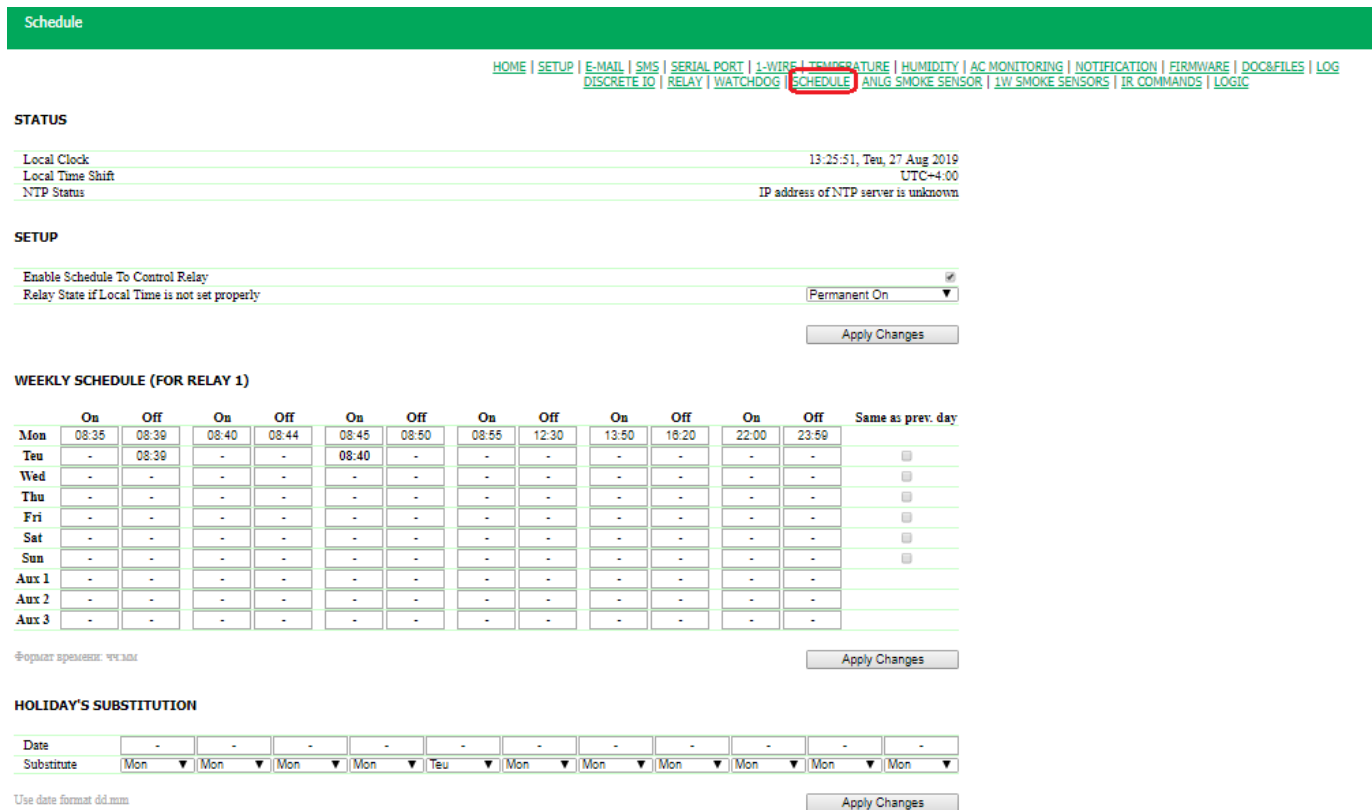 Schedule
HOME | SETUP | E-MAIL | SMS | SERIAL PORT | 1-WIRE | TEMPERATURE | HUMIDITY | AC MONITORING | NOTIFICATION | FIRMWARE | DOC&FILES | LOG
DISCRETE IO | RELAY | WATCHDOG | SCHEDULE | ANLG SMOKE SENSOR | 1W SMOKE SENSORS | IR COMMANDS | LOGIC
STATUS
Local Clock 13:25:51, Teu, 27 Aug 2019
Local Time Shift UTC+4:00
NTP Status IP address of NTP server is unknown
SETUP
Enable Schedule To Control Relay
Relay State if Local Time is not set properly Permanent On
Apply Changes
WEEKLY SCHEDULE (FOR RELAY 1)
On Off On Off On Off On Off On Off On Off Same as prev. day
Mon 08:35 08:39 08:40 08:44 08:45 08:50 08:55 12:30 13:50 16:20 22:00 23:59
Teu - 08:39 - - 08:40 - - - - - - -
Wed - - - - - - - - - - - -
Thu - - - - - - - - - - - -
Fri - - - - - - - - - - - -
Sat - - - - - - - - - - - -
Sun - - - - - - - - - - - -
Aux 1 - - - - - - - - - - - -
Aux 2 - - - - - - - - - - - -
Aux 3 - - - - - - - - - - - -
Формат времени: чч:мм Apply Changes
HOLIDAY'S SUBSTITUTION
Date - - - - - - - - - - -
Substitute Mon Mon Mon Mon Teu Mon Mon Mon Mon Mon Mon
Use date format dd.mm Apply Changes